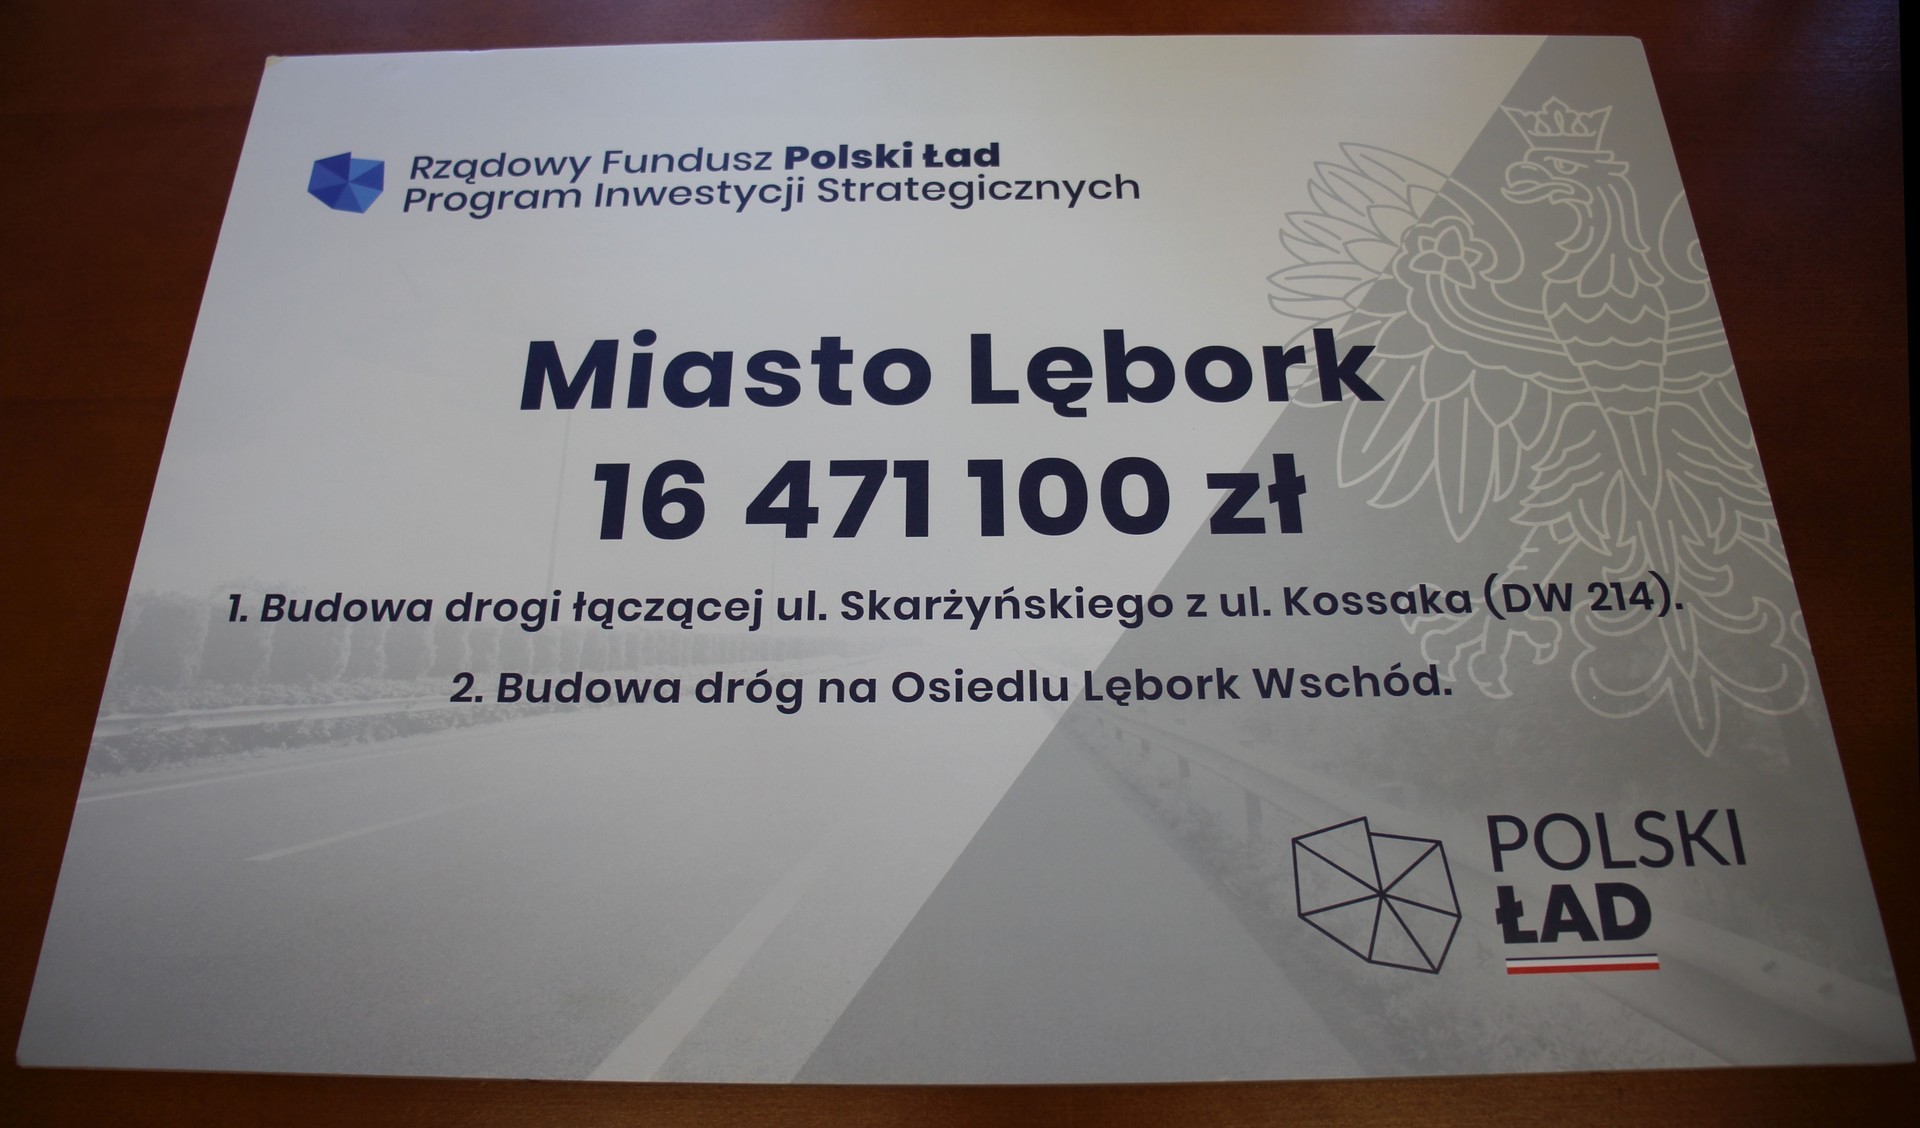 Rządowy Fundusz Polski Ład
Program Inwestycji Strategicznych
Miasto Lębork
16 471 100 zł
1. Budowa drogi łączącej ul. Skarżyńskiego z ul. Kossaka (DW 214).
2. Budowa dróg na Osiedlu Lębork Wschód.
POLSKI
ŁAD